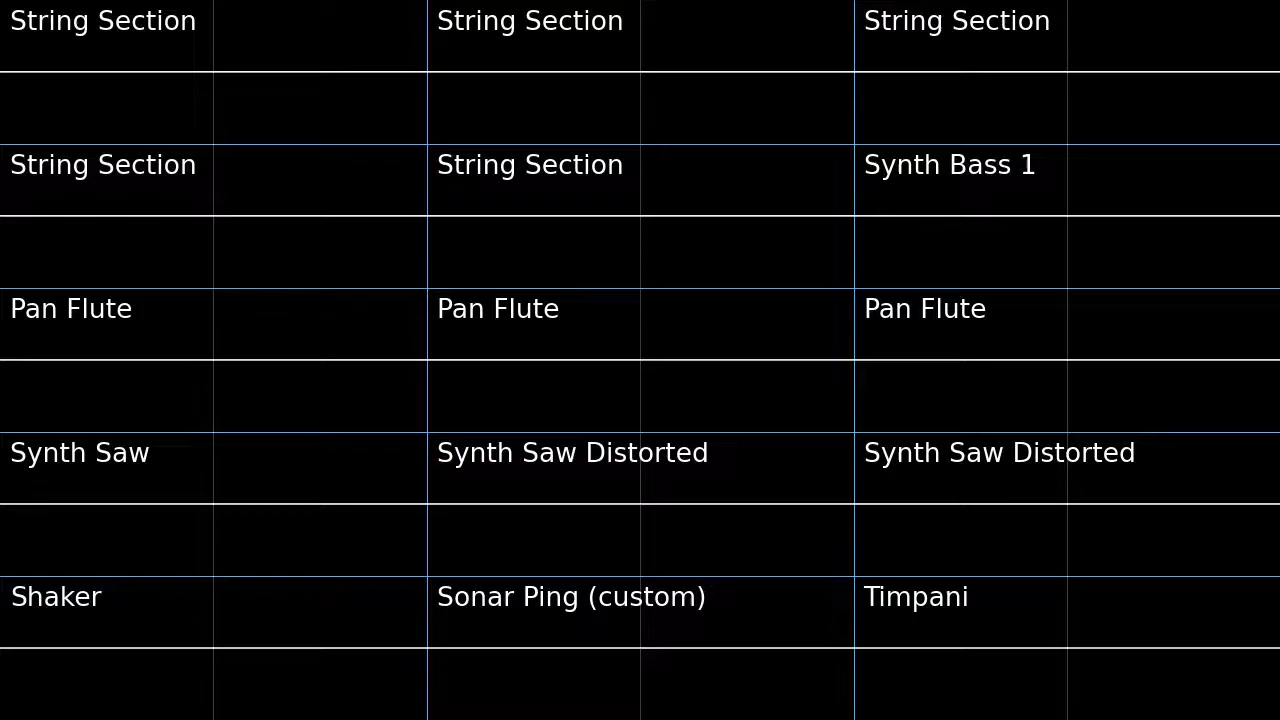 String Section
String Section
String Section
String Section
String Section
Synth Bass 1
Pan Flute
Pan Flute
Pan Flute
Synth Saw
Synth Saw Distorted
Synth Saw Distorted
Shaker
Sonar Ping (custom)
Timpani